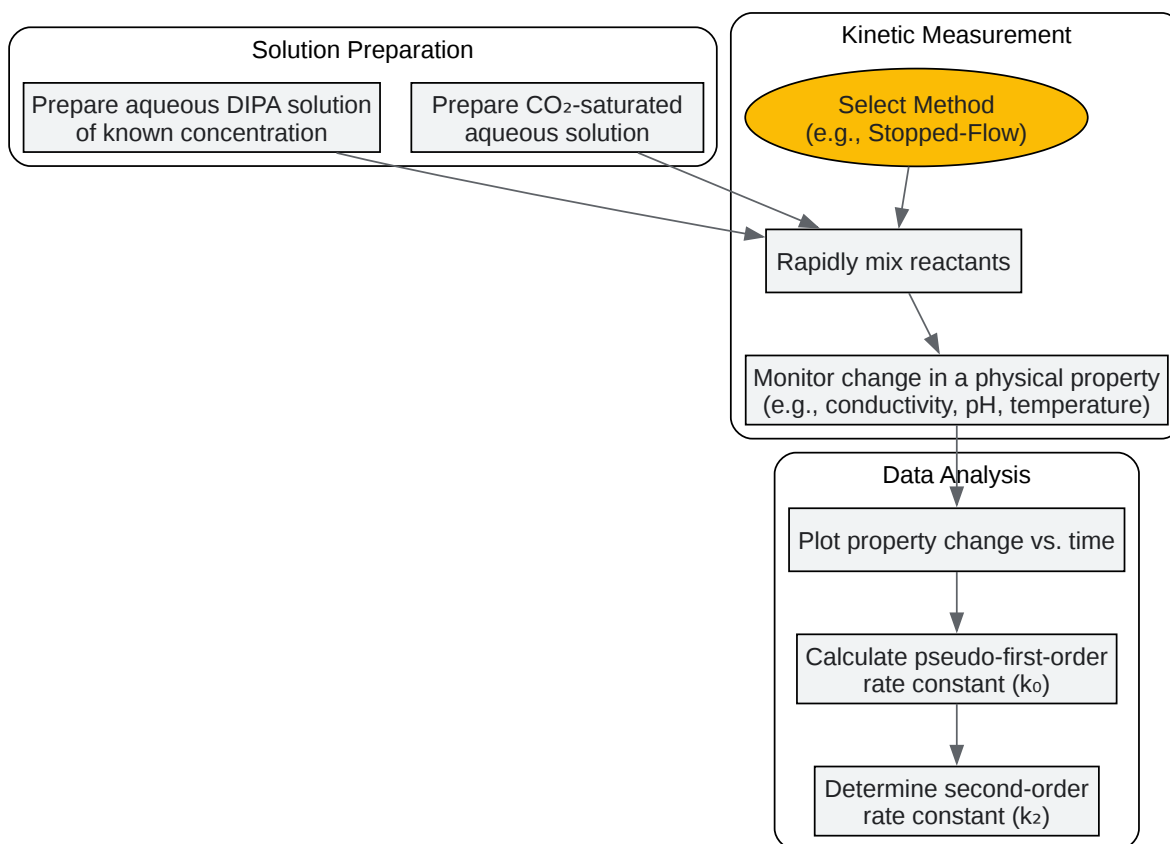 Solution Preparation
Prepare aqueous DIPA solution
of known concentration
Prepare CO₂-saturated
aqueous solution
Kinetic Measurement
Select Method
(e.g., Stopped-Flow)
Rapidly mix reactants
Monitor change in a physical property
(e.g., conductivity, pH, temperature)
Data Analysis
Plot property change vs. time
Calculate pseudo-first-order
rate constant (k₀)
Determine second-order
rate constant (k₂)